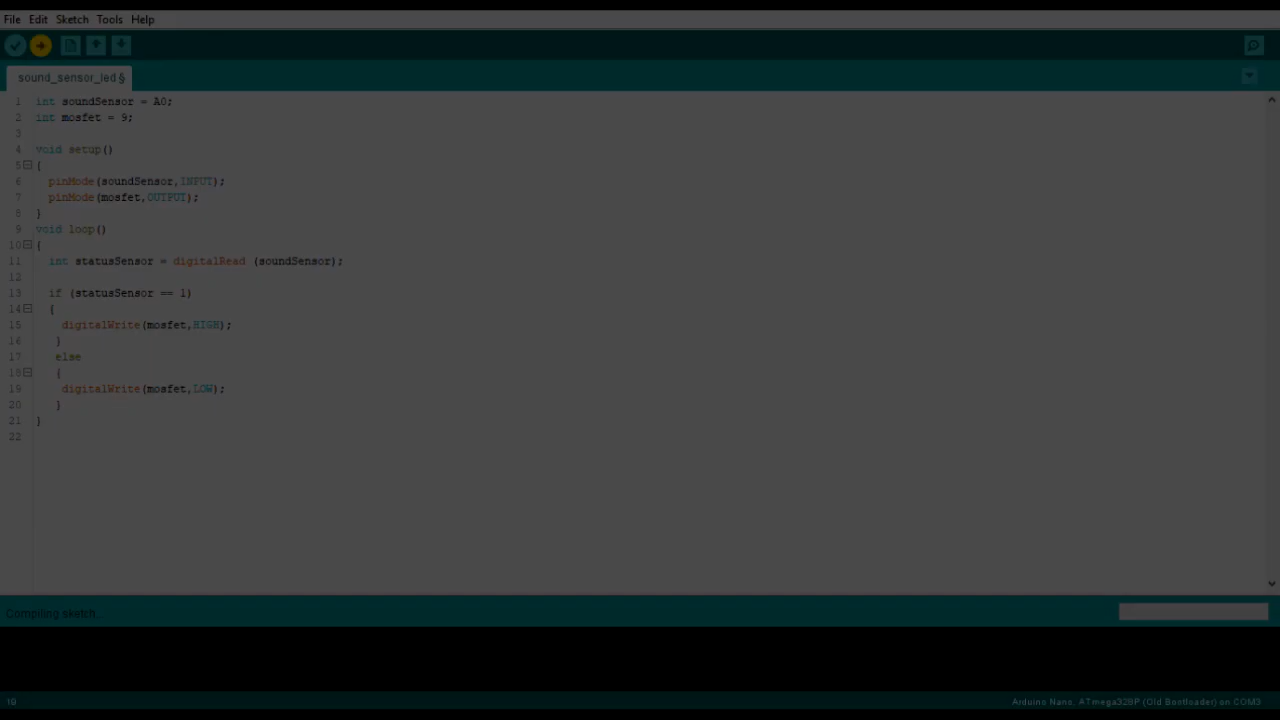 File Edit Sketch Tools Help
sound_sensor_led §
1 int soundSensor = A0;
2 int mosfet = 9;
3
4 void setup()
5 {
6 pinMode(soundSensor,INPUT);
7 pinMode(mosfet,OUTPUT);
8 }
9 void loop()
10 {
11 int statusSensor = digitalRead (soundSensor);
12
13 if (statusSensor == 1)
14 {
15 digitalWrite(mosfet,HIGH);
16 }
17 else
18 {
19 digitalWrite(mosfet,LOW);
20 }
21 }
22
Compiling sketch...
19 Arduino Nano, ATmega328P (Old Bootloader) on COM3